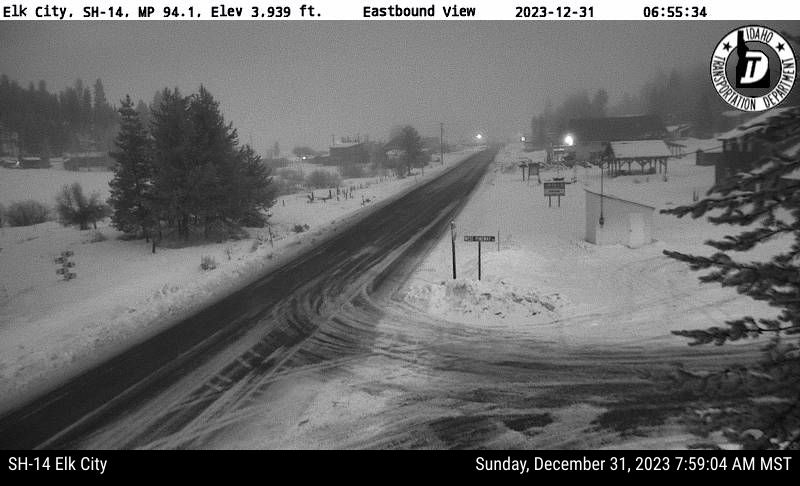 Elk City, SH-14, MP 94.1, Elev 3,939 ft. Eastbound View 2023-12-31 06:55:34
IDAHO
TRANSPORTATION DEPARTMENT
SH-14 Elk City Sunday, December 31, 2023 7:59:04 AM MST